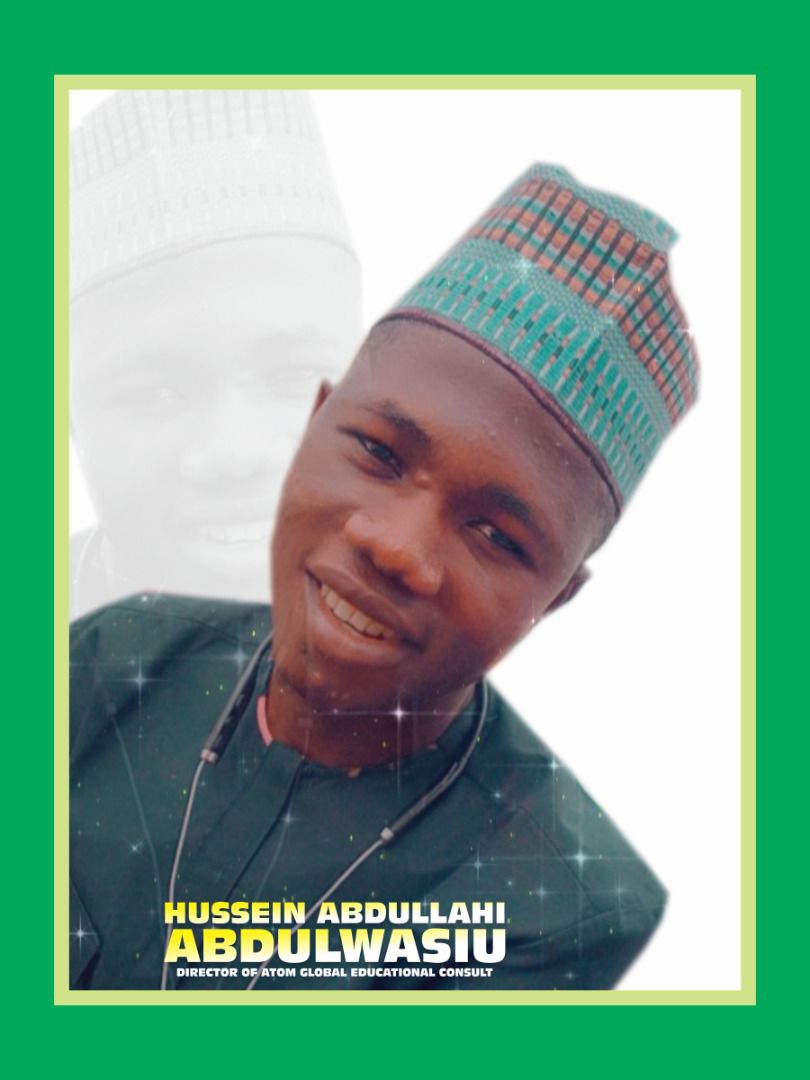 HUSSEIN ABDULLAHI
ABDULWASIU
DIRECTOR OF ATOM GLOBAL EDUCATIONAL CONSULT